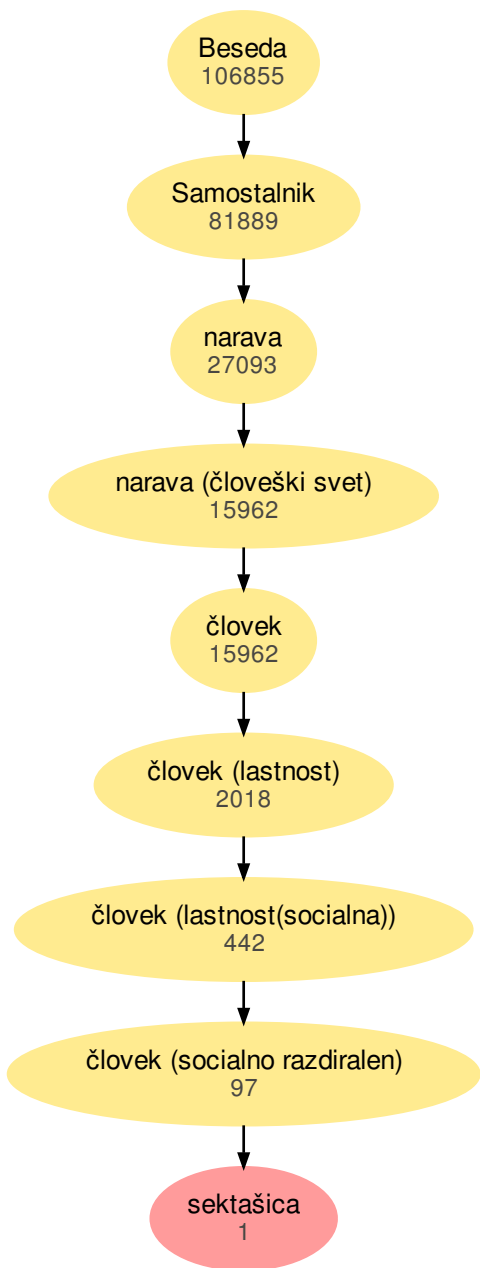 Beseda
106855
Samostalnik
81889
narava
27093
narava (človeški svet)
15962
človek
15962
človek (lastnost)
2018
človek (lastnost(socialna))
442
človek (socialno razdiralen)
97
sektašica
1